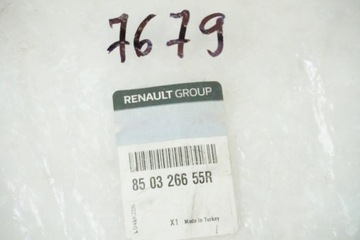 7679
RENAULT GROUP
85 03 266 55R
X1 Made in Turkey